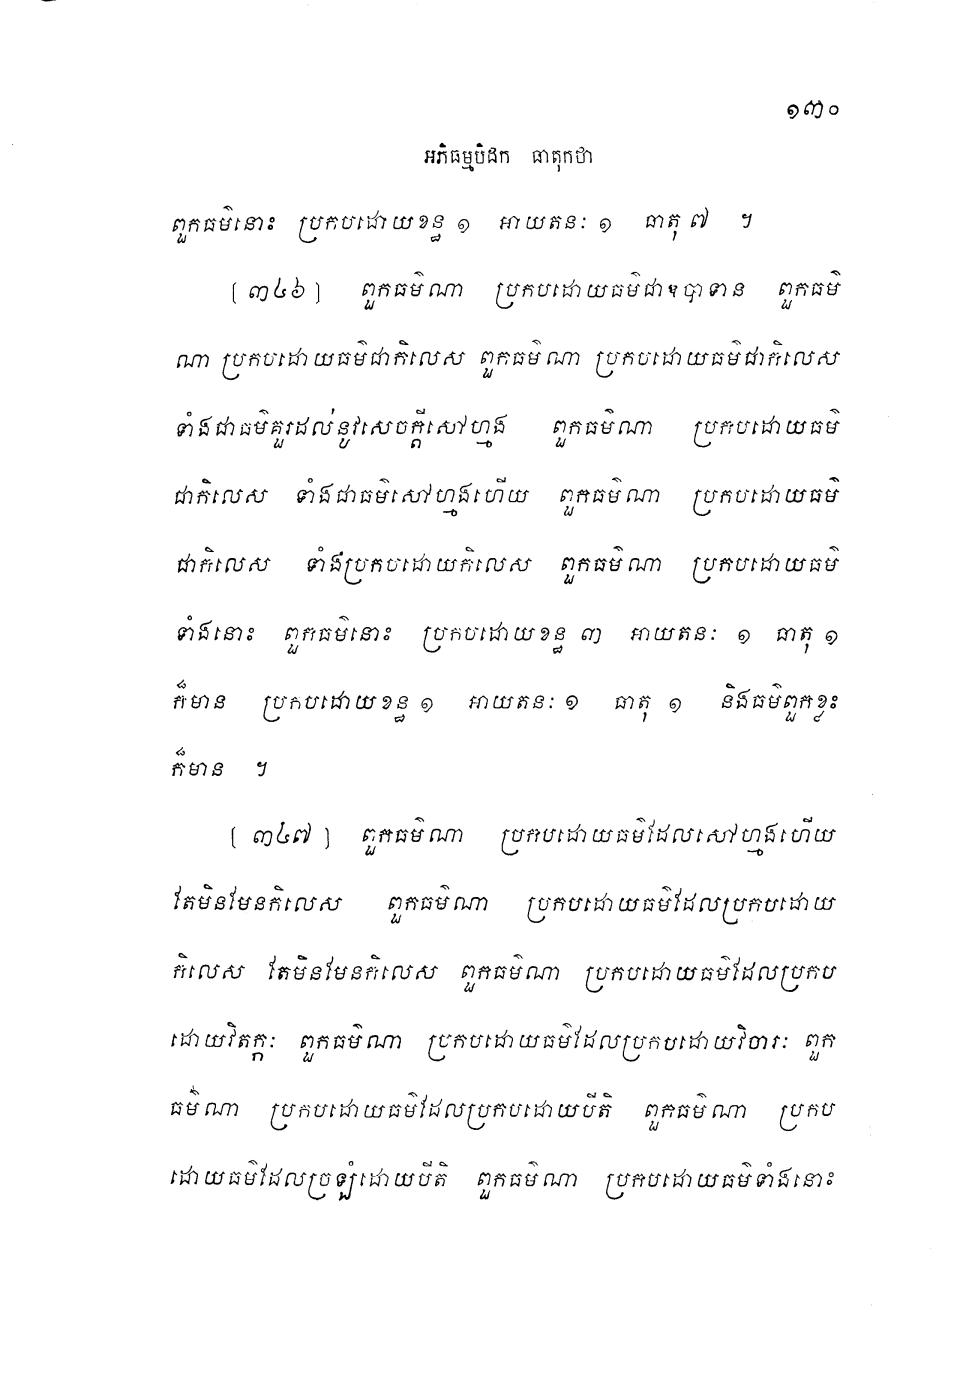 ១៣០
អភិធម្មបិដក ធាតុកថា
ពួកធម៌នោះ ប្រកបដោយខន្ធ ១ អាយតនៈ ១ ធាតុ ៧ ។
[៣៤៦] ពួកធម៌ណា ប្រកបដោយធម៌ជាឧបាទាន ពួកធម៌
ណា ប្រកបដោយធម៌ជាកិលេស ពួកធម៌ណា ប្រកបដោយធម៌ជាកិលេស
ទាំងជាធម៌គួរដល់នូវសេចក្តីសៅហ្មង ពួកធម៌ណា ប្រកបដោយធម៌
ជាកិលេស ទាំងជាធម៌សៅហ្មងហើយ ពួកធម៌ណា ប្រកបដោយធម៌
ជាកិលេស ទាំងប្រកបដោយកិលេស ពួកធម៌ណា ប្រកបដោយធម៌
ទាំងនោះ ពួកធម៌នោះ ប្រកបដោយខន្ធ ៣ អាយតនៈ ១ ធាតុ ១
ក៏មាន ប្រកបដោយខន្ធ ១ អាយតនៈ ១ ធាតុ ១ និងធម៌ពួកខ្លះ
ក៏មាន ។
[៣៤៧] ពួកធម៌ណា ប្រកបដោយធម៌ដែលសៅហ្មងហើយ
តែមិនមែនកិលេស ពួកធម៌ណា ប្រកបដោយធម៌ដែលប្រកបដោយ
កិលេស តែមិនមែនកិលេស ពួកធម៌ណា ប្រកបដោយធម៌ដែលប្រកប
ដោយវិតក្កៈ ពួកធម៌ណា ប្រកបដោយធម៌ដែលប្រកបដោយវិចារៈ ពួក
ធម៌ណា ប្រកបដោយធម៌ដែលប្រកបដោយបីតិ ពួកធម៌ណា ប្រកប
ដោយធម៌ដែលច្រឡំដោយបីតិ ពួកធម៌ណា ប្រកបដោយធម៌ទាំងនោះ